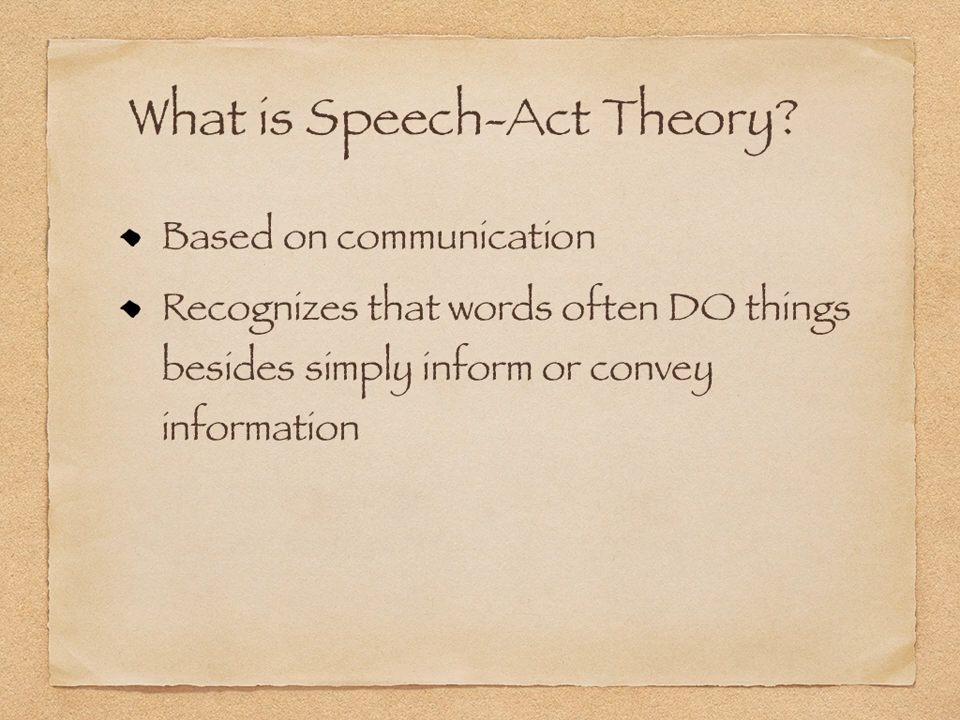 What is Speech-Act Theory?
Based on communication
Recognizes that words often DO things
besides simply inform or convey
information